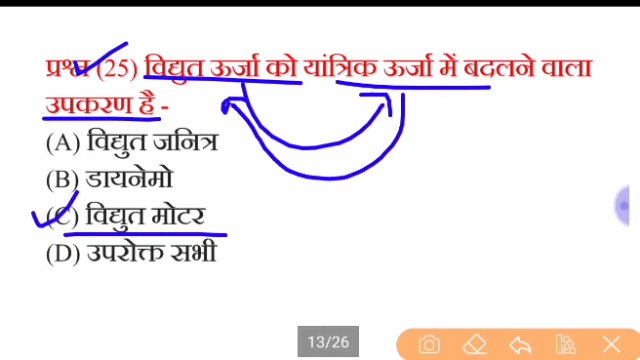 प्रश्न (25) विद्युत ऊर्जा को यांत्रिक ऊर्जा में बदलने वाला
उपकरण है -
(A) विद्युत जनित्र
(B) डायनेमो
(C) विद्युत मोटर
(D) उपरोक्त सभी
13/26